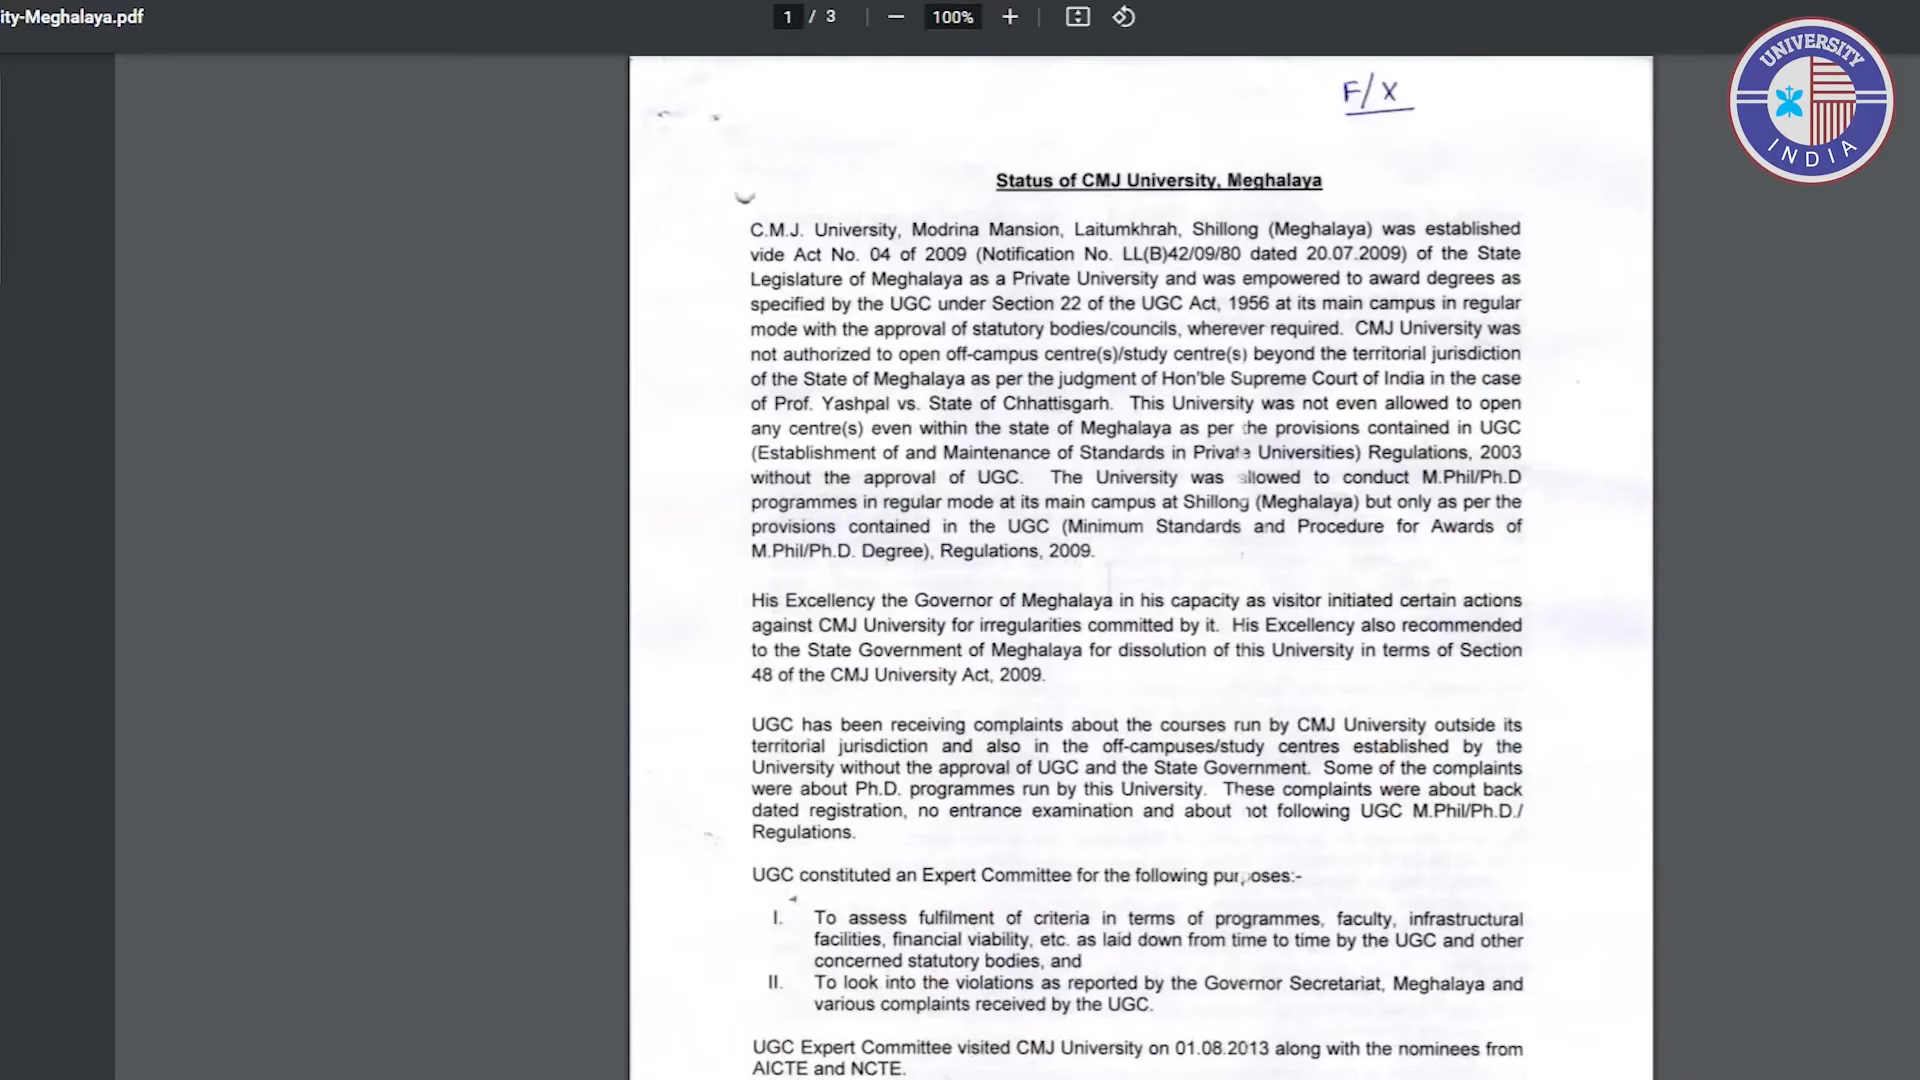 ity-Meghalaya.pdf
1 / 3
100%
UNIVERSITY
INDIA
F/X
Status of CMJ University, Meghalaya
C.M.J. University, Modrina Mansion, Laitumkhrah, Shillong (Meghalaya) was established
vide Act No. 04 of 2009 (Notification No. LL(B)42/09/80 dated 20.07.2009) of the State
Legislature of Meghalaya as a Private University and was empowered to award degrees as
specified by the UGC under Section 22 of the UGC Act, 1956 at its main campus in regular
mode with the approval of statutory bodies/councils, wherever required. CMJ University was
not authorized to open off-campus centre(s)/study centre(s) beyond the territorial jurisdiction
of the State of Meghalaya as per the judgment of Hon'ble Supreme Court of India in the case
of Prof. Yashpal vs. State of Chhattisgarh. This University was not even allowed to open
any centre(s) even within the state of Meghalaya as per the provisions contained in UGC
(Establishment of and Maintenance of Standards in Private Universities) Regulations, 2003
without the approval of UGC. The University was allowed to conduct M.Phil/Ph.D
programmes in regular mode at its main campus at Shillong (Meghalaya) but only as per the
provisions contained in the UGC (Minimum Standards and Procedure for Awards of
M.Phil/Ph.D. Degree), Regulations, 2009.
His Excellency the Governor of Meghalaya in his capacity as visitor initiated certain actions
against CMJ University for irregularities committed by it. His Excellency also recommended
to the State Government of Meghalaya for dissolution of this University in terms of Section
48 of the CMJ University Act, 2009.
UGC has been receiving complaints about the courses run by CMJ University outside its
territorial jurisdiction and also in the off-campuses/study centres established by the
University without the approval of UGC and the State Government. Some of the complaints
were about Ph.D. programmes run by this University. These complaints were about back
dated registration, no entrance examination and about not following UGC M.Phil/Ph.D./
Regulations.
UGC constituted an Expert Committee for the following purposes:-
I. To assess fulfilment of criteria in terms of programmes, faculty, infrastructural
facilities, financial viability, etc. as laid down from time to time by the UGC and other
concerned statutory bodies, and
II. To look into the violations as reported by the Governor Secretariat, Meghalaya and
various complaints received by the UGC.
UGC Expert Committee visited CMJ University on 01.08.2013 along with the nominees from
AICTE and NCTE.